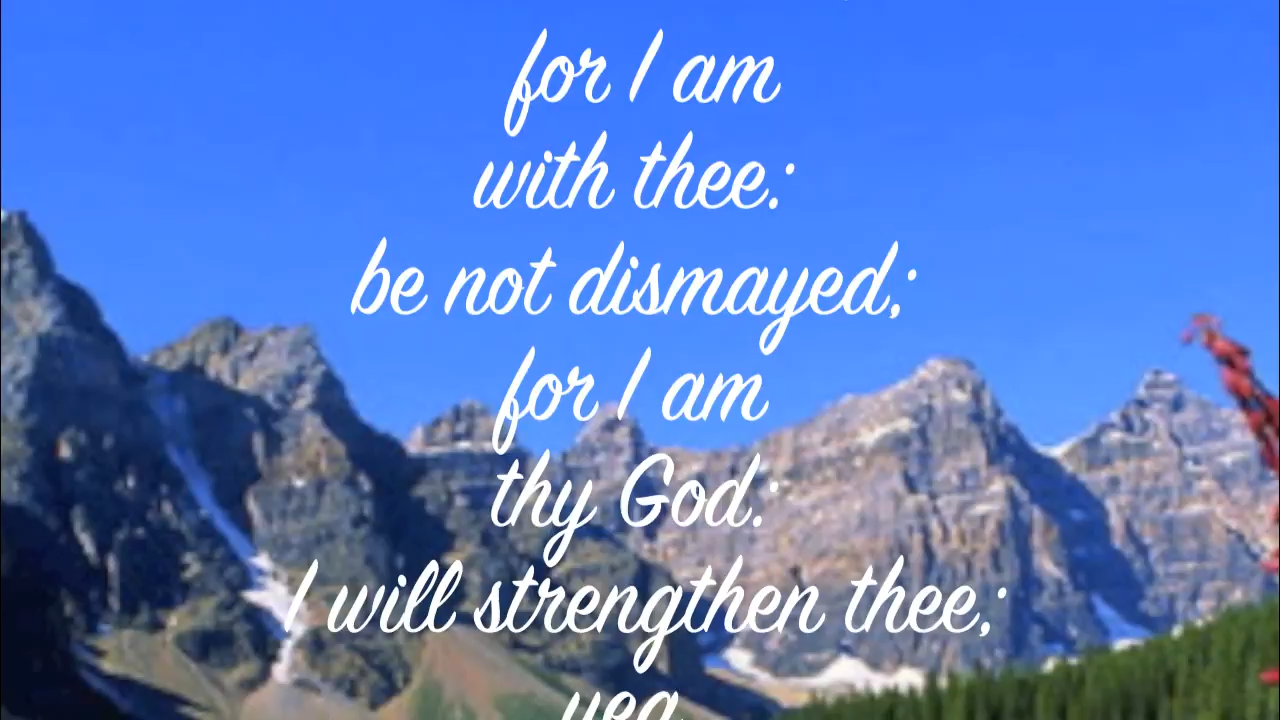 for I am
with thee:
be not dismayed;
for I am
thy God:
I will strengthen thee;
yea